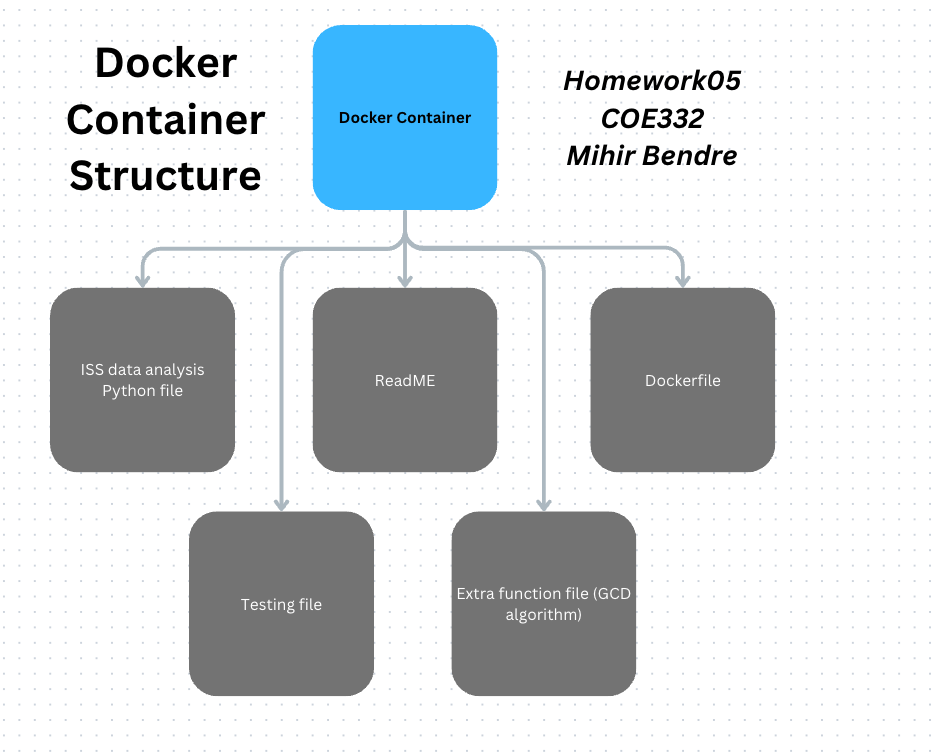 Docker
Container
Structure
Docker Container
Homework05
COE332
Mihir Bendre
ISS data analysis
Python file
ReadME
Dockerfile
Testing file
Extra function file (GCD
algorithm)